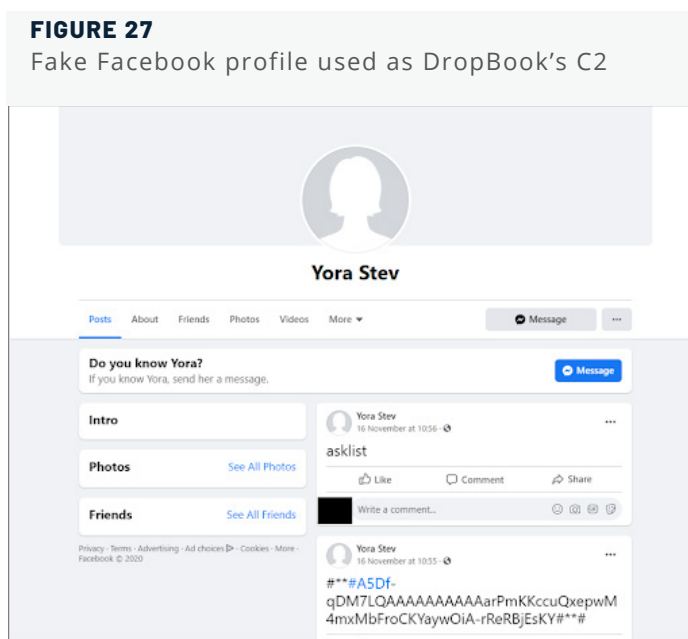 FIGURE 27
Fake Facebook profile used as DropBook's C2
Yora Stev
Posts About Friends Photos Videos More
Message ...
Do you know Yora?
If you know Yora, send her a message.
Message
Intro
Photos See All Photos
Friends See All Friends
Privacy · Terms · Advertising · Ad choices · Cookies · More ·
Facebook © 2020
Yora Stev
16 November at 10:56 ·
...
asklist
Like Comment Share
Write a comment...
GIF
Yora Stev
16 November at 10:55 ·
...
#**#A5Df-
qDM7LQAAAAAAAAAAarPmKKccuQxepwM
4mxMbFroCKYaywOiA-rReRBjEsKY#**#